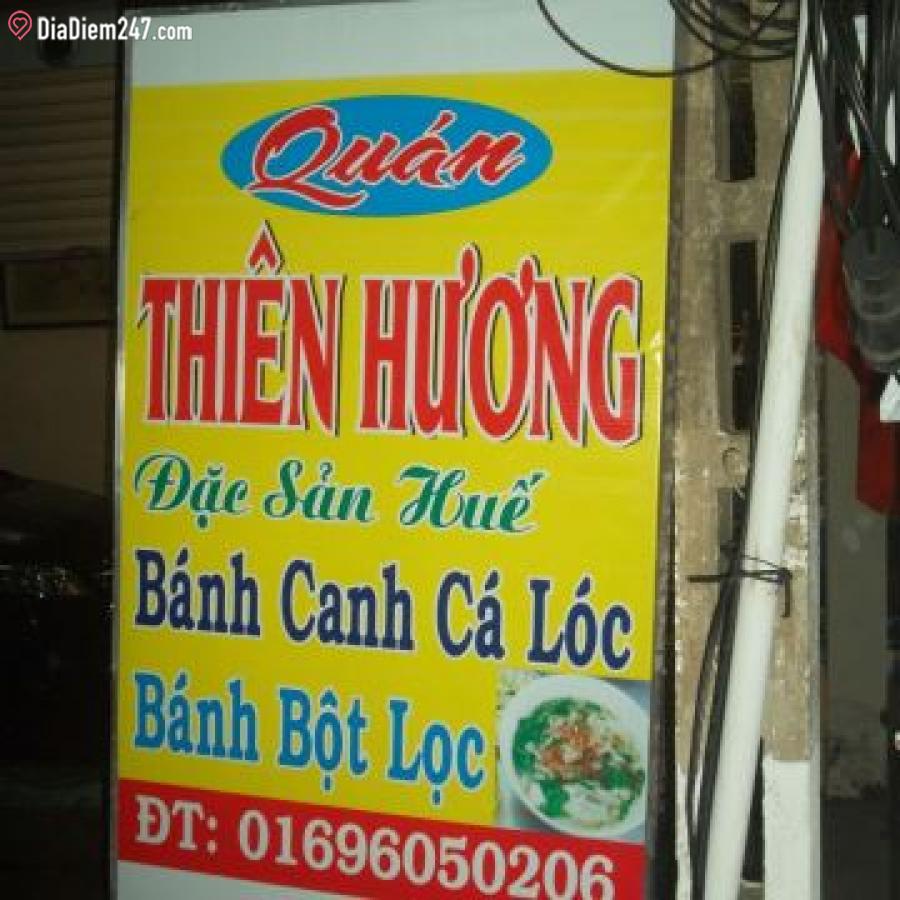 DiaDiem247.com
Quán
THIÊN HƯƠNG
Đặc Sản Huế
Bánh Canh Cá Lóc
Bánh Bột Lọc
ĐT: 01696050206